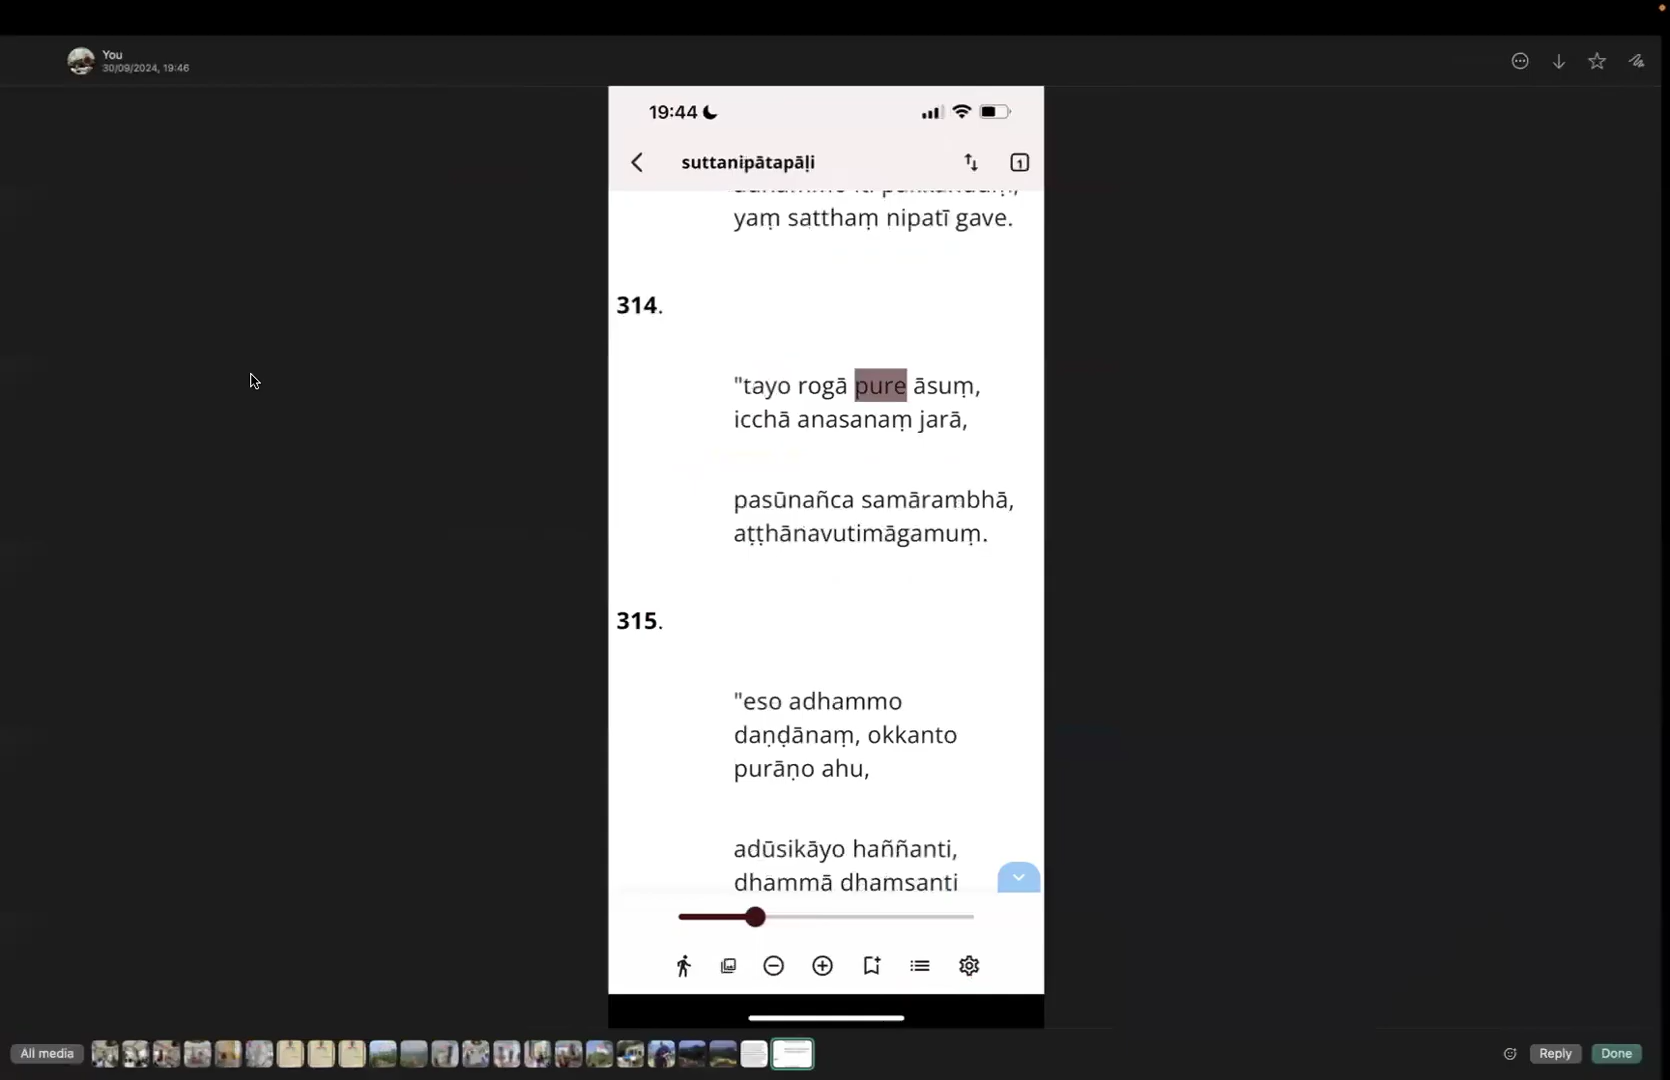 You
30/09/2024, 19:46
19:44
suttanipātapāḷi
1
yaṃ satthaṃ nipatī gave.
314.
"tayo rogā pure āsuṃ,
icchā anasanaṃ jarā,
pasūnañca samārambhā,
aṭṭhānavutimāgamuṃ.
315.
"eso adhammo
daṇḍānaṃ, okkanto
purāṇo ahu,
adūsikāyo haññanti,
dhammā dhaṃsanti
All media
Reply
Done